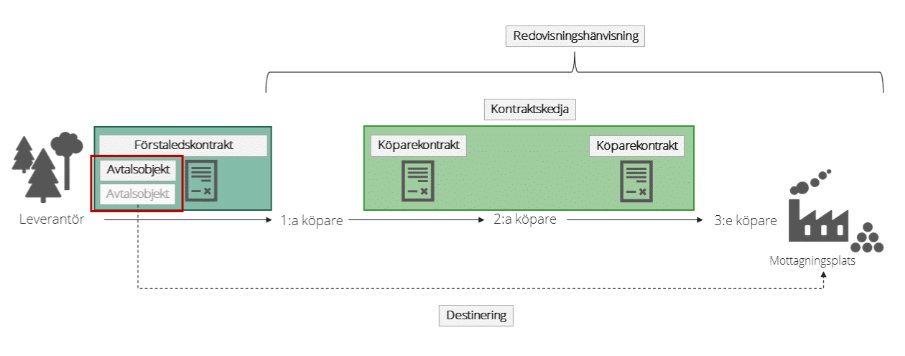 Redovisningshänvisning
Kontraktskedja
Förstaledskontrakt
Köparekontrakt
Köparekontrakt
Avtalsobjekt
Avtalsobjekt
Leverantör
1:a köpare
2:a köpare
3:e köpare
Mottagningsplats
Destinering